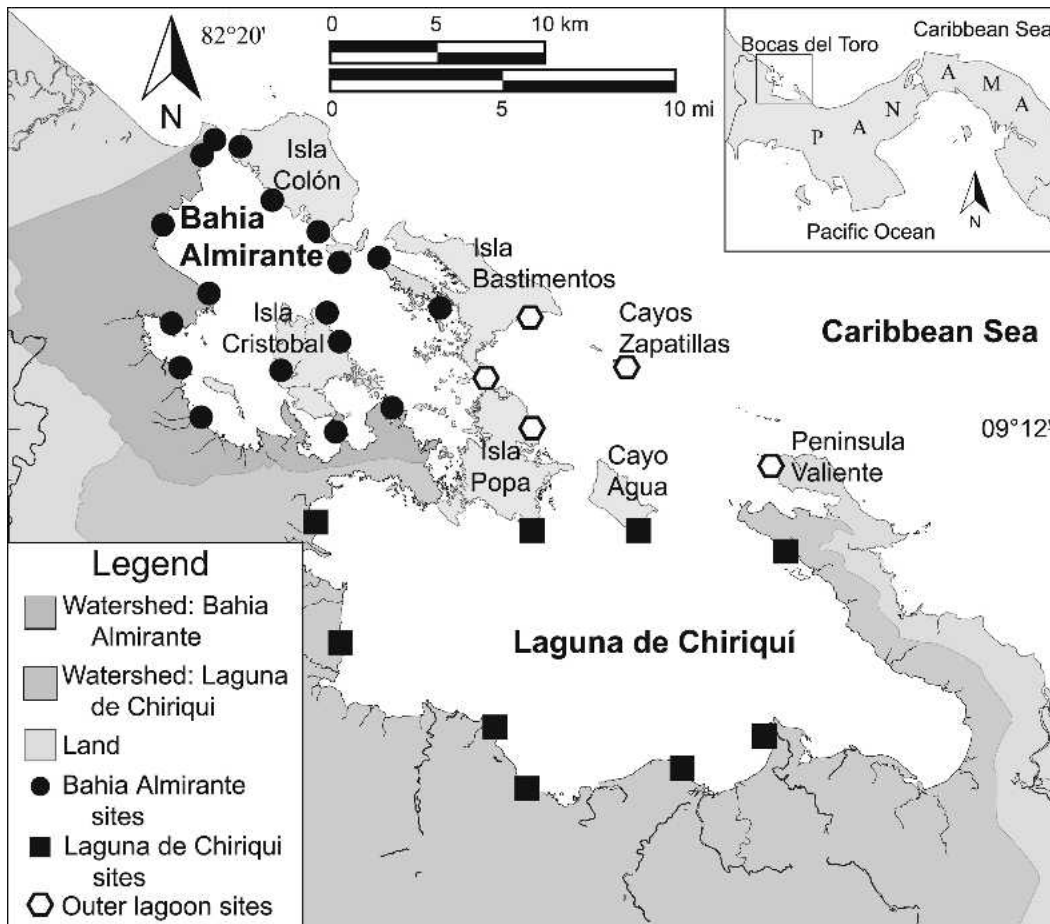 0 5 10 km
82°20'
0 5 10 mi
N
Caribbean Sea
Bocas del Toro
P A N A M A
N
Pacific Ocean
Isla
Colón
Bahia
Almirante
Isla
Bastimentos
Isla
Cristobal
Cayos
Zapatillas
Caribbean Sea
09°12'
Peninsula
Valiente
Isla
Popa
Cayo
Agua
Laguna de Chiriquí
Legend
Watershed: Bahia
Almirante
Watershed: Laguna
de Chiriqui
Land
Bahia Almirante
sites
Laguna de Chiriqui
sites
Outer lagoon sites